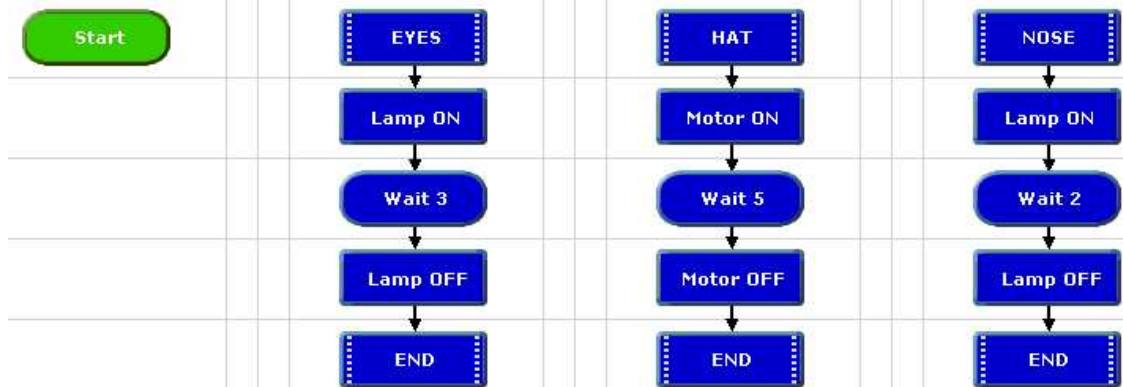 Start
EYES
Lamp ON
Wait 3
Lamp OFF
END
HAT
Motor ON
Wait 5
Motor OFF
END
NOSE
Lamp ON
Wait 2
Lamp OFF
END